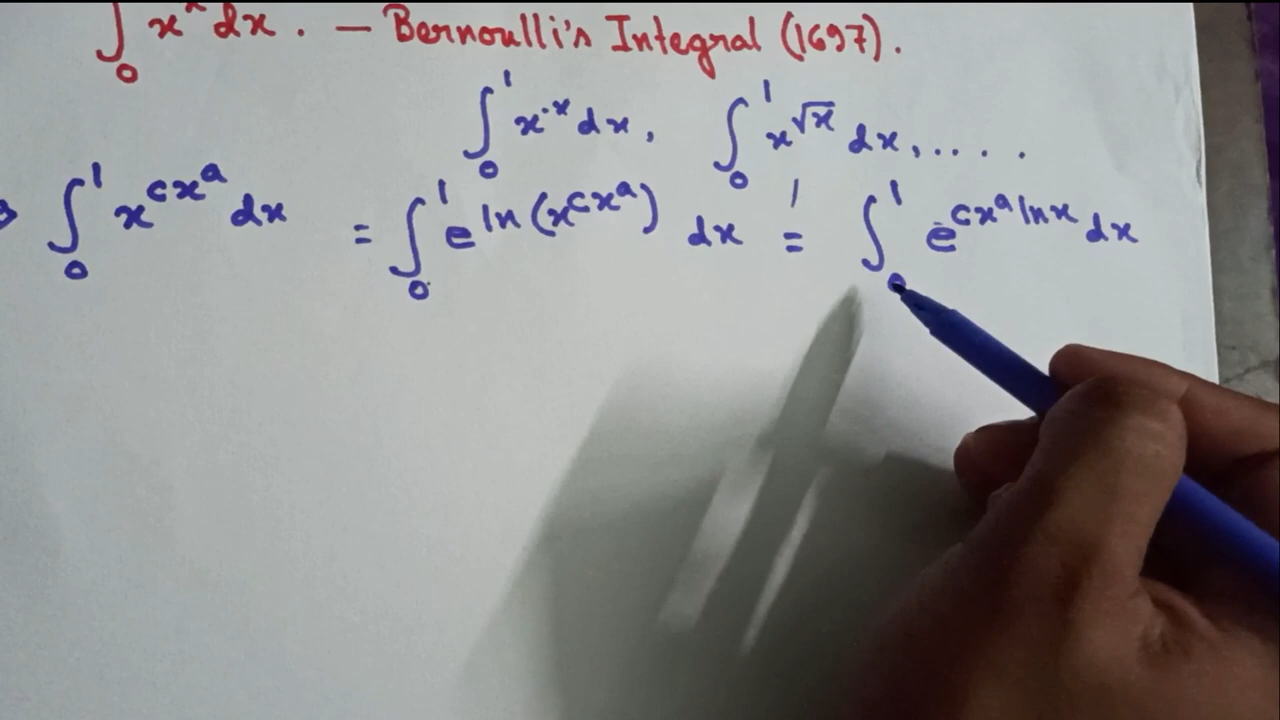 ∫₀ xˣ dx. — Bernoulli's Integral (1697).
∫₀¹ x⁻ˣ dx, ∫₀¹ x^√x dx, . . . .
∫₀¹ x^(cx^a) dx = ∫₀¹ e^(ln (x^(cx^a))) dx = ∫₀¹ e^(cx^a ln x) dx